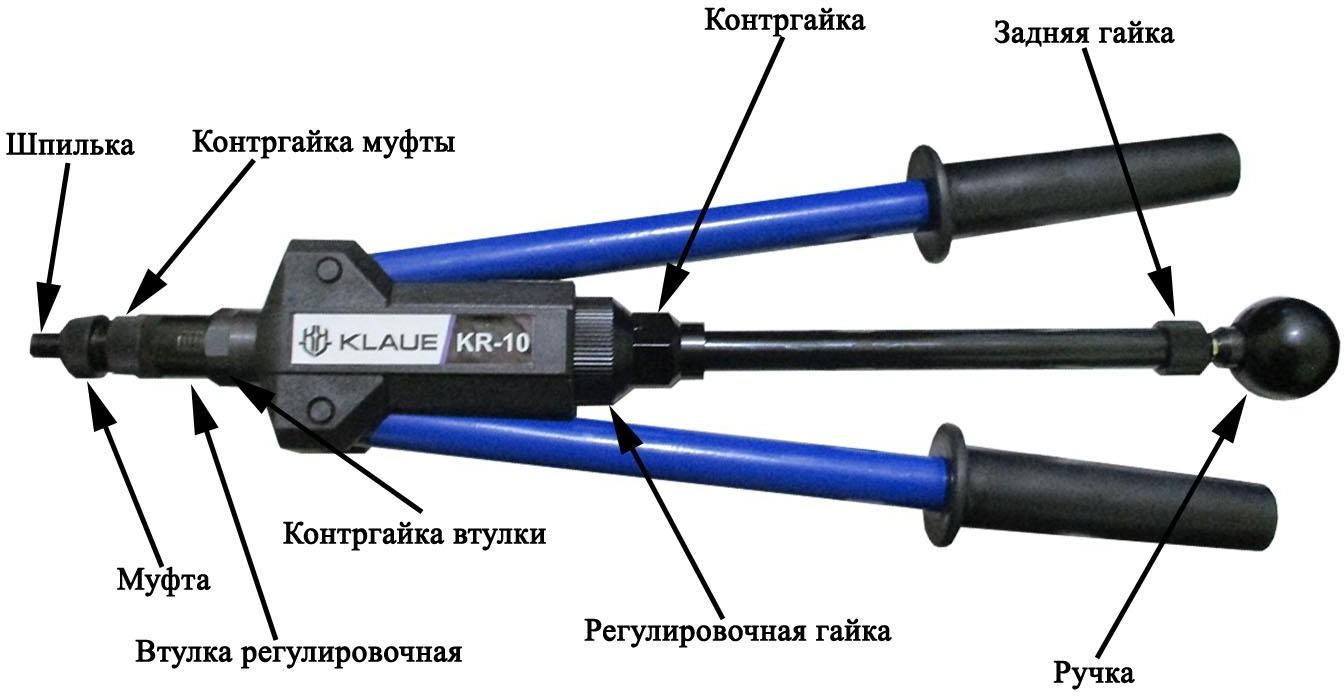 Контргайка
Задняя гайка
Шпилька
Контргайка муфты
KLAUE KR-10
Контргайка втулки
Муфта
Втулка регулировочная
Регулировочная гайка
Ручка